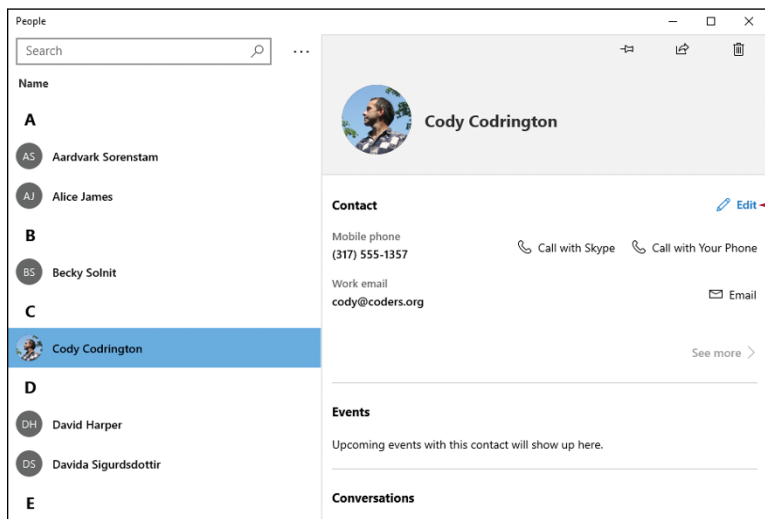 People
Search
Name
A
AS Aardvark Sorenstam
AJ Alice James
B
BS Becky Solnit
C
Cody Codrington
D
DH David Harper
DS Davida Sigurdsdottir
E
Cody Codrington
Contact
Edit
Mobile phone
(317) 555-1357
Call with Skype
Call with Your Phone
Work email
cody@coders.org
Email
See more
Events
Upcoming events with this contact will show up here.
Conversations